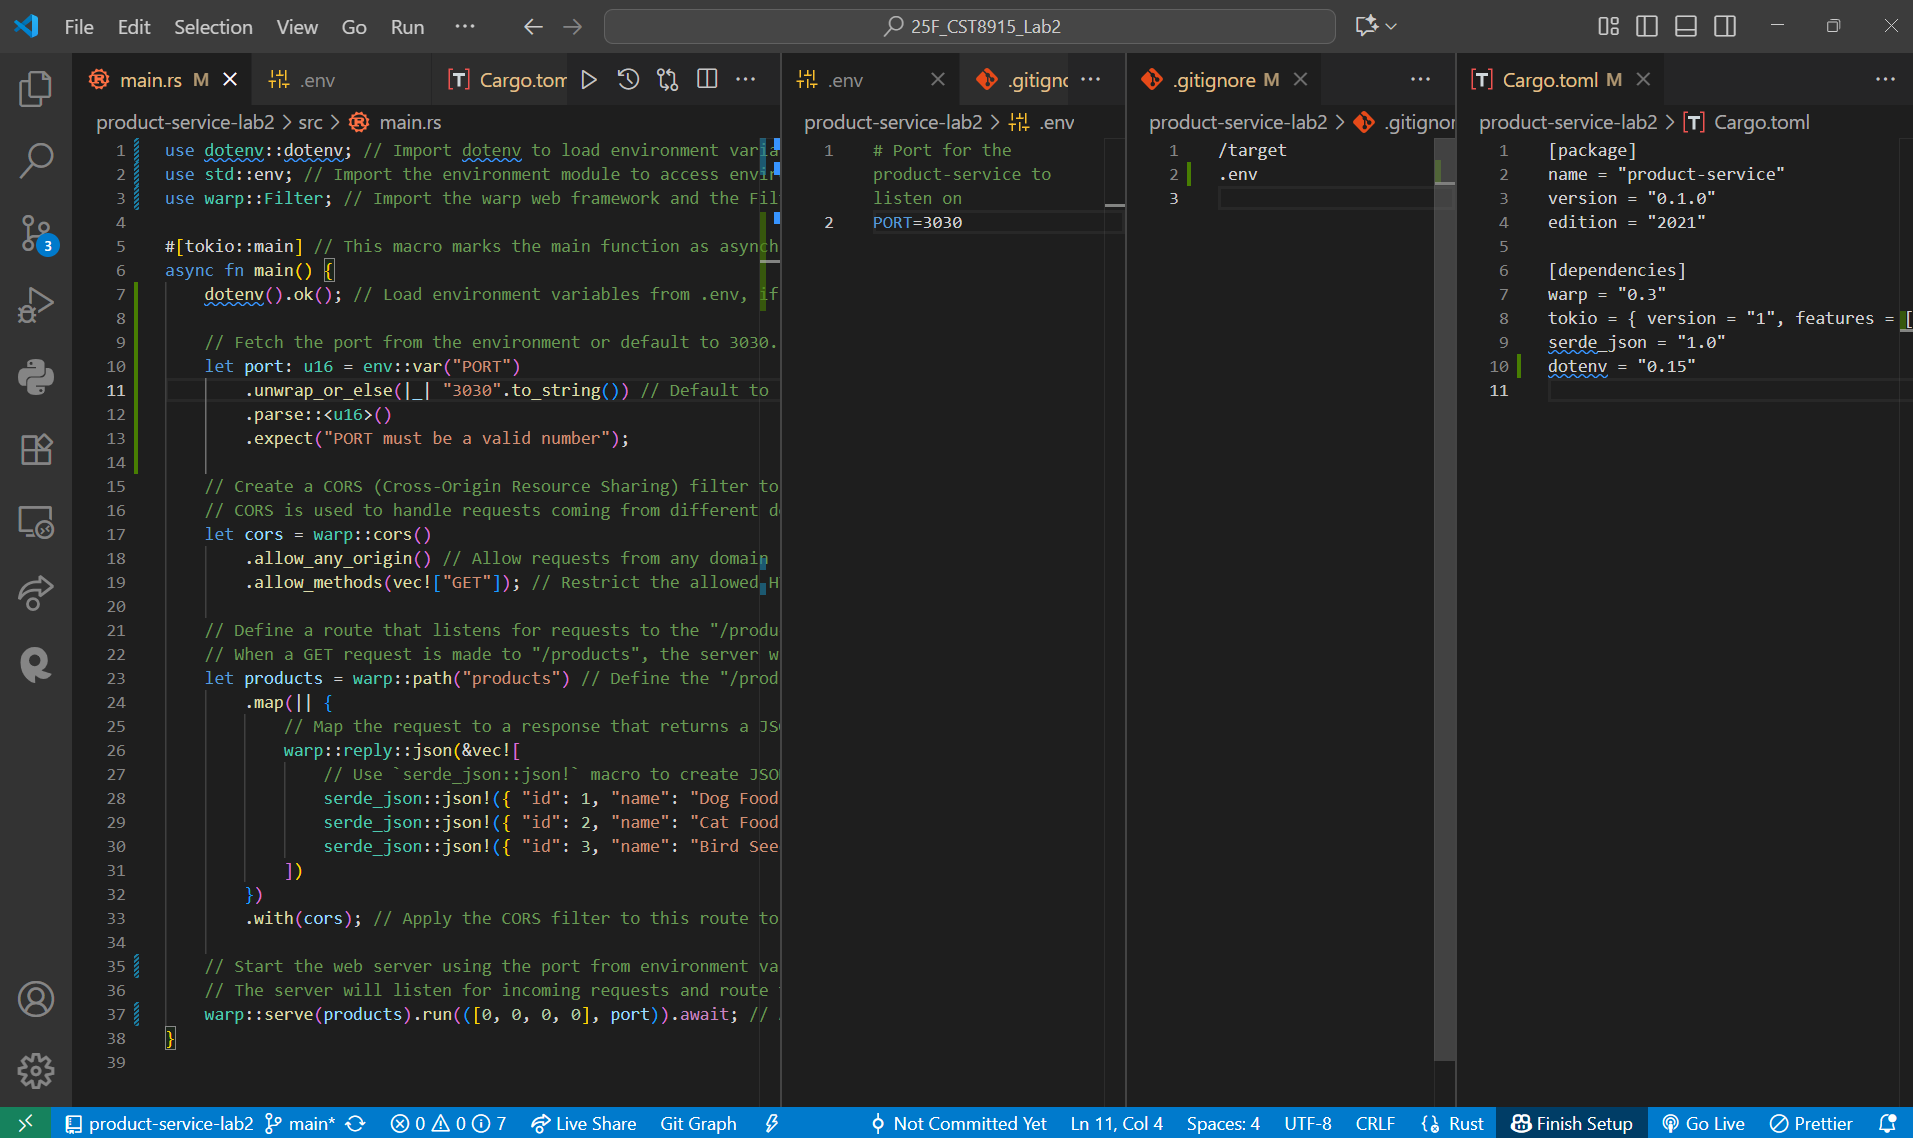 File Edit Selection View Go Run ··· 25F_CST8915_Lab2
main.rs M .env Cargo.tom
product-service-lab2 > src > main.rs
1 use dotenv::dotenv; // Import dotenv to load environment varia
2 use std::env; // Import the environment module to access envir
3 use warp::Filter; // Import the warp web framework and the Fil
4
5 #[tokio::main] // This macro marks the main function as asynch
6 async fn main() {
7 dotenv().ok(); // Load environment variables from .env, if
8
9 // Fetch the port from the environment or default to 3030.
10 let port: u16 = env::var("PORT")
11 .unwrap_or_else(|_| "3030".to_string()) // Default to
12 .parse::<u16>()
13 .expect("PORT must be a valid number");
14
15 // Create a CORS (Cross-Origin Resource Sharing) filter to
16 // CORS is used to handle requests coming from different d
17 let cors = warp::cors()
18 .allow_any_origin() // Allow requests from any domain
19 .allow_methods(vec!["GET"]); // Restrict the allowed H
20
21 // Define a route that listens for requests to the "/produ
22 // When a GET request is made to "/products", the server w
23 let products = warp::path("products") // Define the "/prod
24 .map(|| {
25 // Map the request to a response that returns a JS
26 warp::reply::json(&vec![
27 // Use `serde_json::json!` macro to create JSO
28 serde_json::json!({ "id": 1, "name": "Dog Food
29 serde_json::json!({ "id": 2, "name": "Cat Food
30 serde_json::json!({ "id": 3, "name": "Bird See
31 ])
32 })
33 .with(cors); // Apply the CORS filter to this route to
34
35 // Start the web server using the port from environment va
36 // The server will listen for incoming requests and route
37 warp::serve(products).run(([0, 0, 0, 0], port)).await; //
38 }
39
.env .gitign
product-service-lab2 > .env
1 # Port for the
product-service to
listen on
2 PORT=3030
.gitignore M
product-service-lab2 > .gitignor
1 /target
2 .env
3
Cargo.toml M
product-service-lab2 > Cargo.toml
1 [package]
2 name = "product-service"
3 version = "0.1.0"
4 edition = "2021"
5
6 [dependencies]
7 warp = "0.3"
8 tokio = { version = "1", features = [
9 serde_json = "1.0"
10 dotenv = "0.15"
11
3
product-service-lab2 main* 0 0 7 Live Share Git Graph Not Committed Yet Ln 11, Col 4 Spaces: 4 UTF-8 CRLF Rust Finish Setup Go Live Prettier